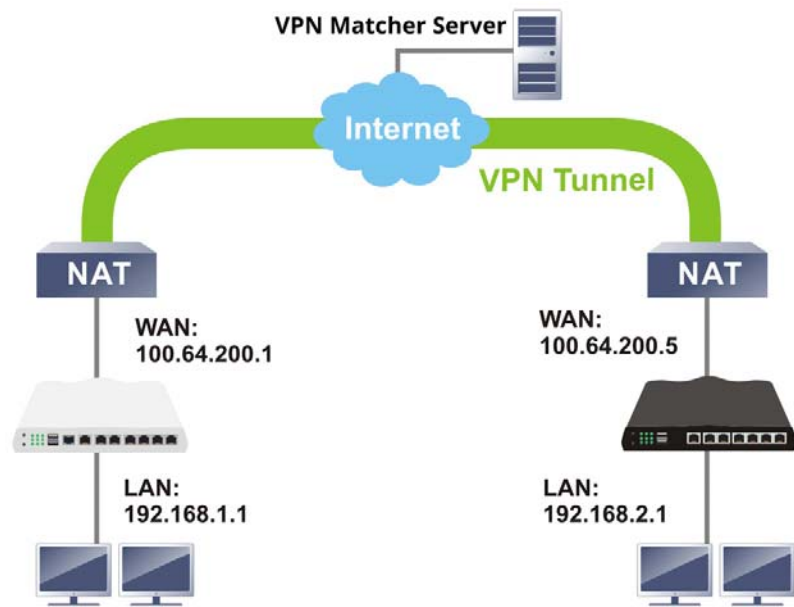 VPN Matcher Server
Internet
VPN Tunnel
NAT
NAT
WAN:
100.64.200.1
WAN:
100.64.200.5
LAN:
192.168.1.1
LAN:
192.168.2.1